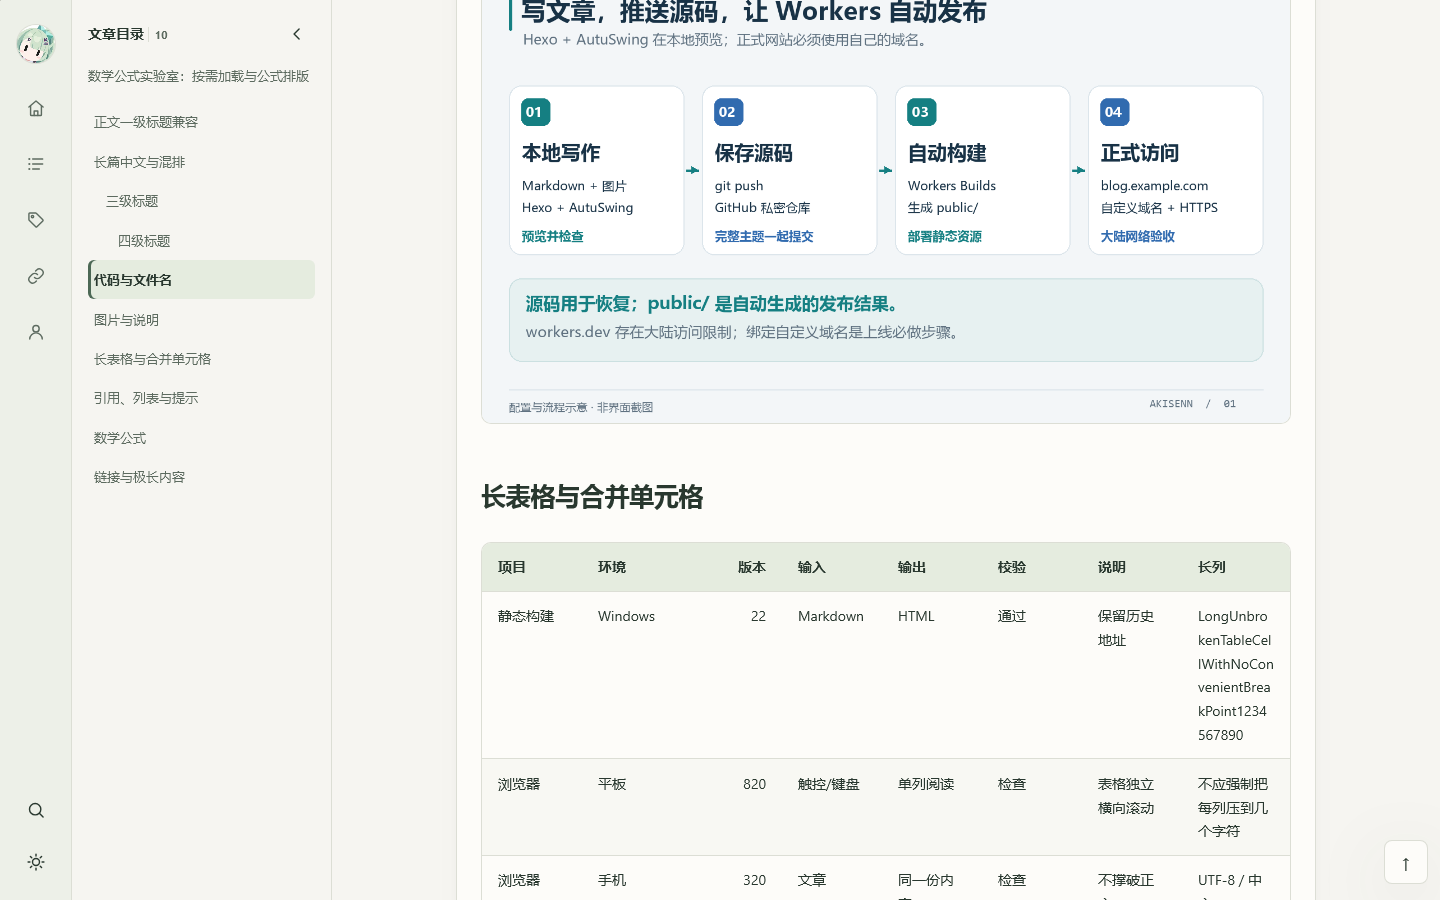 文章目录 10
数学公式实验室：按需加载与公式排版
正文一级标题兼容
长篇中文与混排
三级标题
四级标题
代码与文件名
图片与说明
长表格与合并单元格
引用、列表与提示
数学公式
链接与极长内容
写文章，推送源码，让 Workers 自动发布
Hexo + AutuSwing 在本地预览；正式网站必须使用自己的域名。
01
本地写作
Markdown + 图片
Hexo + AutuSwing
预览并检查
02
保存源码
git push
GitHub 私密仓库
完整主题一起提交
03
自动构建
Workers Builds
生成 public/
部署静态资源
04
正式访问
blog.example.com
自定义域名 + HTTPS
大陆网络验收
源码用于恢复；public/ 是自动生成的发布结果。
workers.dev 存在大陆访问限制；绑定自定义域名是上线必做步骤。
配置与流程示意 · 非界面截图
AKISENN / 01
长表格与合并单元格
项目 环境 版本 输入 输出 校验 说明 长列
静态构建 Windows 22 Markdown HTML 通过 保留历史 LongUnbro
地址 kenTableCel
lWithNoCon
venientBrea
kPoint1234
567890
浏览器 平板 820 触控/键盘 单列阅读 检查 表格独立 不应强制把
横向滚动 每列压到几
个字符
浏览器 手机 320 文章 同一份内 检查 不撑破正 UTF-8 / 中
↑